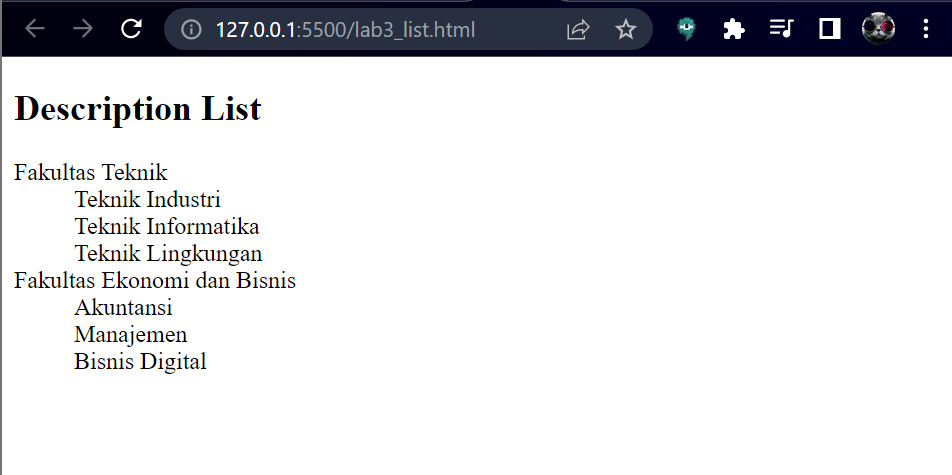 127.0.0.1:5500/lab3_list.html
Description List
Fakultas Teknik
Teknik Industri
Teknik Informatika
Teknik Lingkungan
Fakultas Ekonomi dan Bisnis
Akuntansi
Manajemen
Bisnis Digital